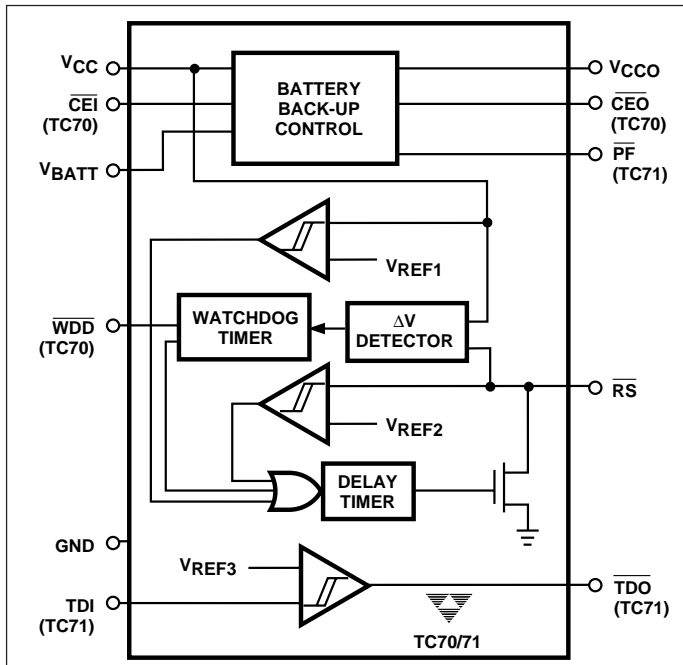 VCC
CEI
(TC70)
VBATT
BATTERY
BACK-UP
CONTROL
VCCO
CEO
(TC70)
PF
(TC71)
VREF1
WDD
(TC70)
WATCHDOG
TIMER
ΔV
DETECTOR
RS
VREF2
DELAY
TIMER
GND
VREF3
TDI
(TC71)
TDO
(TC71)
TC70/71